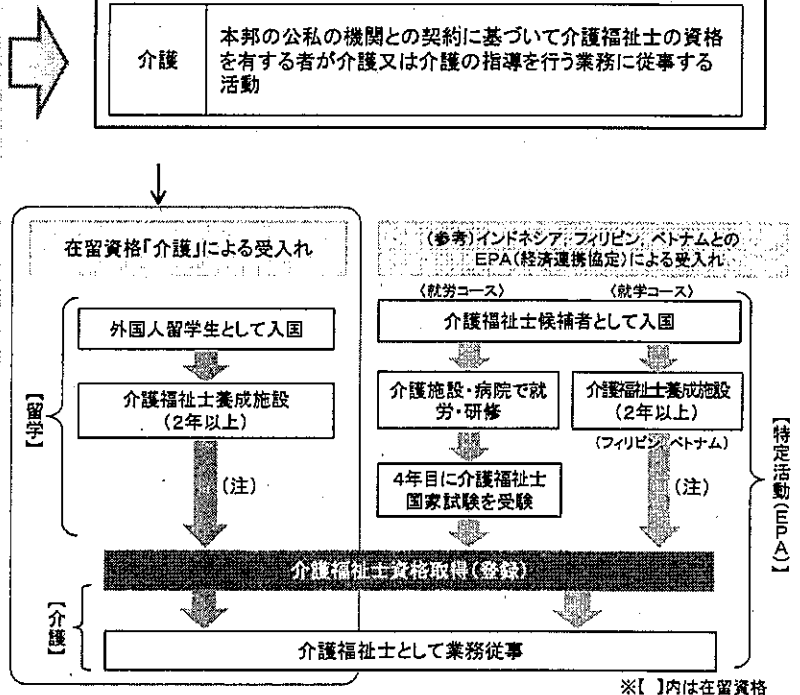 介護
本邦の公私の機関との契約に基づいて介護福祉士の資格
を有する者が介護又は介護の指導を行う業務に従事する
活動
在留資格「介護」による受入れ
(参考)インドネシア、フィリピン、ベトナムとの
EPA(経済連携協定)による受入れ
〈就労コース〉
〈就学コース〉
外国人留学生として入国
介護福祉士候補者として入国
介護福祉士養成施設
(2年以上)
介護施設・病院で就
労・研修
介護福祉士養成施設
(2年以上)
(フィリピン、ベトナム)
【留学】
(注)
4年目に介護福祉士
国家試験を受験
(注)
【特定活動(EPA)】
介護福祉士資格取得(登録)
【介護】
介護福祉士として業務従事
※【 】内は在留資格